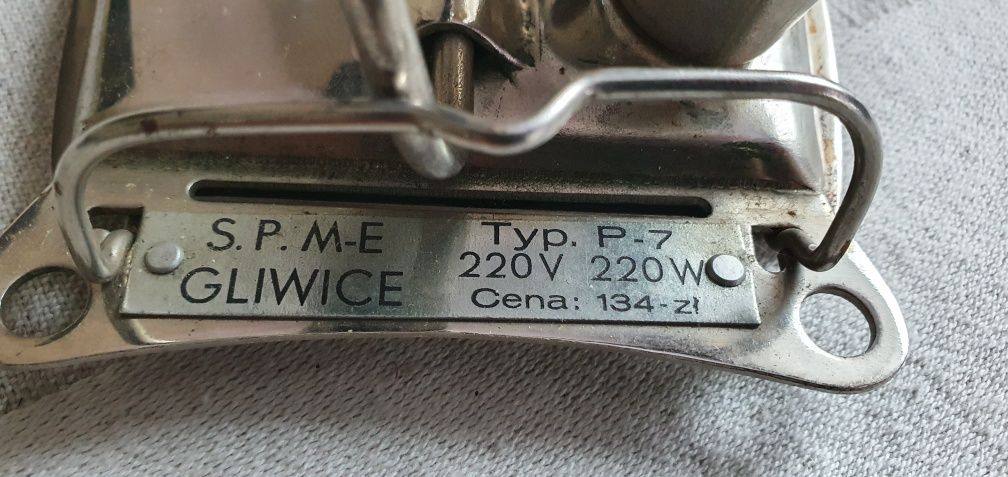 S. P. M-E
GLIWICE
Typ. P-7
220V 220W
Cena: 134-zł